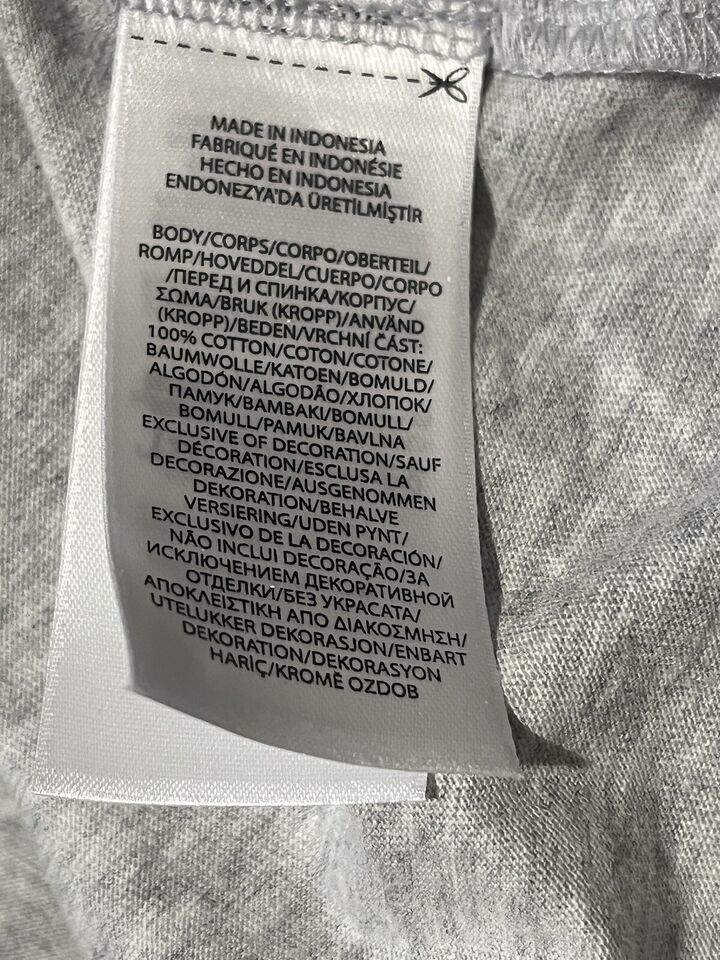 MADE IN INDONESIA
FABRIQUÉ EN INDONÉSIE
HECHO EN INDONESIA
ENDONEZYA'DA ÜRETİLMİŞTİR
BODY/CORPS/CORPO/OBERTEIL/
ROMP/HOVEDDEL/CUERPO/CORPO
/ПЕРЕД И СПИНКА/КОРПУС/
ΣΩΜΑ/BRUK (KROPP)/ANVÄND
(KROPP)/BEDEN/VRCHNÍ ČÁST:
100% COTTON/COTON/COTONE/
BAUMWOLLE/KATOEN/BOMULD/
ALGODÓN/ALGODÃO/ХЛОПОК/
ПАМУК/ΒΑΜΒΑΚΙ/BOMULL/
BOMULL/PAMUK/BAVLNA
EXCLUSIVE OF DECORATION/SAUF
DÉCORATION/ESCLUSA LA
DECORAZIONE/AUSGENOMMEN
DEKORATION/BEHALVE
VERSIERING/UDEN PYNT/
EXCLUSIVO DE LA DECORACIÓN/
NÃO INCLUI DECORAÇÃO/ЗА
ИСКЛЮЧЕНИЕМ ДЕКОРАТИВНОЙ
ОТДЕЛКИ/БЕЗ УКРАСАТА/
ΑΠΟΚΛΕΙΣΤΙΚΗ ΑΠΟ ΔΙΑΚΟΣΜΗΣΗ/
UTELUKKER DEKORASJON/ENBART
DEKORATION/DEKORASYON
HARİÇ/KROMĚ OZDOB